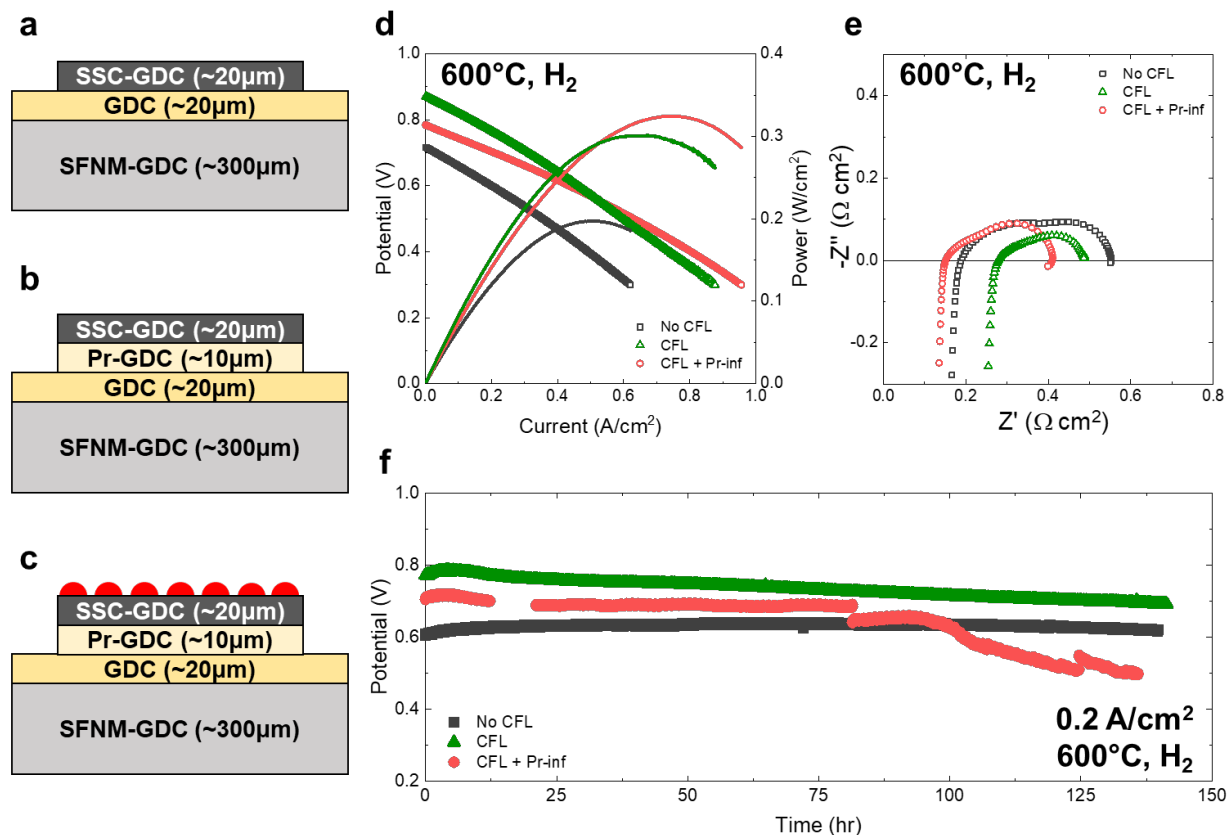 a
SSC-GDC (~20µm)
GDC (~20µm)
SFNM-GDC (~300µm)
b
SSC-GDC (~20µm)
Pr-GDC (~10µm)
GDC (~20µm)
SFNM-GDC (~300µm)
c
SSC-GDC (~20µm)
Pr-GDC (~10µm)
GDC (~20µm)
SFNM-GDC (~300µm)
d
600°C, H₂
Potential (V)
1.0
0.8
0.6
0.4
0.2
0.0
0.4
0.3
0.2
0.1
0.0
Power (W/cm²)
No CFL
CFL
CFL + Pr-inf
0.0 0.2 0.4 0.6 0.8 1.0
Current (A/cm²)
e
600°C, H₂
No CFL
CFL
CFL + Pr-inf
-Z'' (Ω cm²)
0.4
0.2
0.0
-0.2
0.0 0.2 0.4 0.6 0.8
Z' (Ω cm²)
f
Potential (V)
1.0
0.8
0.6
0.4
0.2
No CFL
CFL
CFL + Pr-inf
0.2 A/cm²
600°C, H₂
0 25 50 75 100 125 150
Time (hr)